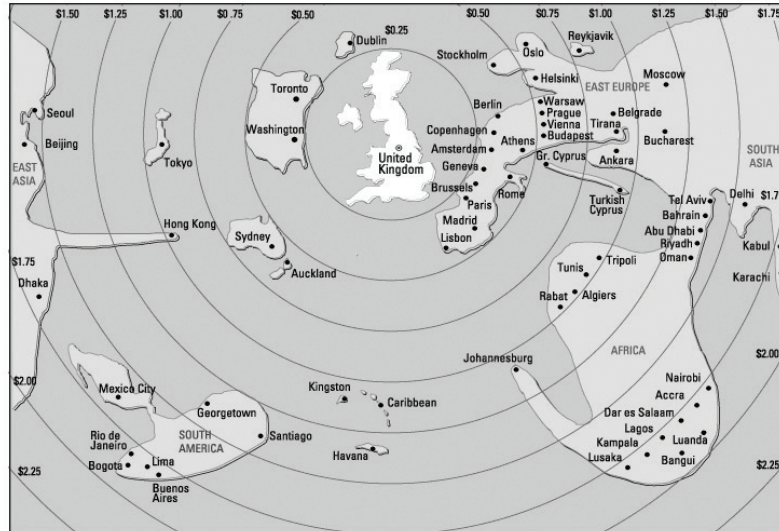 $1.50
$1.25
$1.00
$0.75
$0.50
$0.25
$0.50
$0.75
$1.00
$1.25
$1.50
Dublin
Oslo
Reykjavik
Stockholm
Helsinki
EAST EUROPE
Moscow
Toronto
Berlin
Warsaw
Seoul
Prague
Belgrade
Washington
Copenhagen
Vienna
Tirana
Beijing
Amsterdam
Athens
Budapest
Bucharest
SOUTH
ASIA
EAST
ASIA
Tokyo
United
Kingdom
Geneva
Gr. Cyprus
Ankara
Brussels
Rome
Turkish
Cyprus
Paris
Tel Aviv
Delhi
$1.7
Hong Kong
Madrid
Bahrain
Sydney
Lisbon
Abu Dhabi
Riyadh
Kabul
$1.75
Auckland
Tunis
Tripoli
Oman
Dhaka
Karachi
Rabat
Algiers
$2.00
Johannesburg
AFRICA
$2.00
Mexico City
Georgetown
Kingston
Caribbean
Nairobi
Accra
Dar es Salaam
Rio de
Janeiro
SOUTH
AMERICA
Santiago
Lagos
Luanda
$2.25
Bogota
Lima
Havana
Kampala
Lusaka
Bangui
$2.25
Buenos
Aires